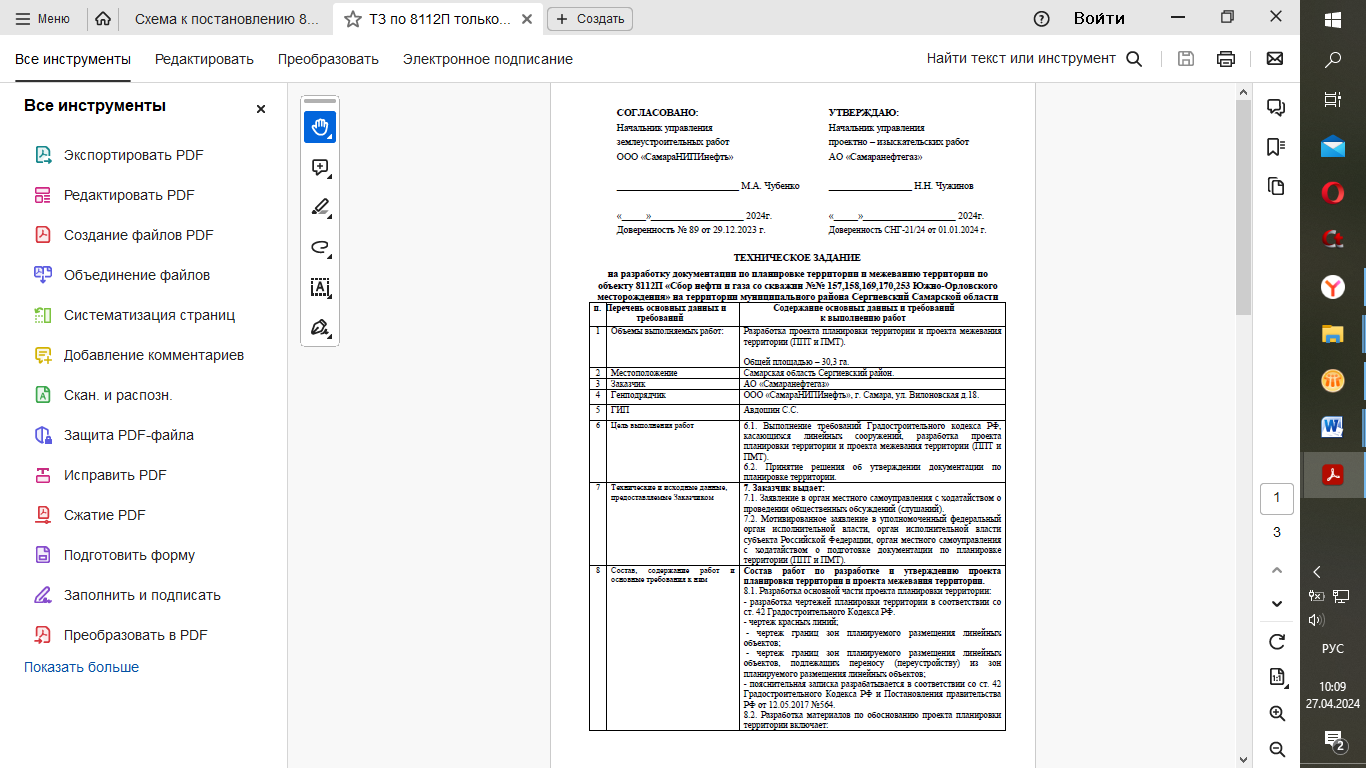 Меню
Схема к постановлению 8...
ТЗ по 8112П только...
Создать
Войти
Все инструменты
Редактировать
Преобразовать
Электронное подписание
Найти текст или инструмент
Все инструменты
Экспортировать PDF
Редактировать PDF
Создание файлов PDF
Объединение файлов
Систематизация страниц
Добавление комментариев
Скан. и распозн.
Защита PDF-файла
Исправить PDF
Сжатие PDF
Подготовить форму
Заполнить и подписать
Преобразовать в PDF
Показать больше
СОГЛАСОВАНО:
Начальник управления
землеустроительных работ
ООО «СамараНИПИнефть»
_________________________ М.А. Чубенко
«_____»___________________ 2024г.
Доверенность № 89 от 29.12.2023 г.
УТВЕРЖДАЮ:
Начальник управления
проектно – изыскательских работ
АО «Самаранефтегаз»
_________________ Н.Н. Чужинов
«_____»___________________ 2024г.
Доверенность СНГ-21/24 от 01.01.2024 г.
ТЕХНИЧЕСКОЕ ЗАДАНИЕ
на разработку документации по планировке территории и межеванию территории по
объекту 8112П «Сбор нефти и газа со скважин №№ 157,158,169,170,253 Южно-Орловского
месторождения» на территории муниципального района Сергиевский Самарской области
п. Перечень основных данных и
требований
Содержание основных данных и требований
к выполнению работ
1 Объемы выполняемых работ:
Разработка проекта планировки территории и проекта межевания
территории (ППТ и ПМТ).
Общей площадью – 30,3 га.
2 Местоположение
Самарская область Сергиевский район.
3 Заказчик
АО «Самаранефтегаз»
4 Генподрядчик
ООО «СамараНИПИнефть», г. Самара, ул. Вилоновская д.18.
5 ГИП
Авдошин С.С.
6 Цель выполнения работ
6.1. Выполнение требований Градостроительного кодекса РФ,
касающихся линейных сооружений, разработка проекта
планировки территории и проекта межевания территории (ППТ и
ПМТ).
6.2. Принятие решения об утверждении документации по
планировке территории.
7 Технические и исходные данные,
предоставляемые Заказчиком
7. Заказчик выдает:
7.1. Заявление в орган местного самоуправления с ходатайством о
проведении общественных обсуждений (слушаний).
7.2. Мотивированное заявление в уполномоченный федеральный
орган исполнительной власти, орган исполнительной власти
субъекта Российской Федерации, орган местного самоуправления
с ходатайством о подготовке документации по планировке
территории (ППТ и ПМТ).
8 Состав, содержание работ и
основные требования к ним
Состав работ по разработке и утверждению проекта
планировки территории и проекта межевания территории.
8.1. Разработка основной части проекта планировки территории:
- разработка чертежей планировки территории в соответствии со
ст. 42 Градостроительного Кодекса РФ.
- чертеж красных линий;
- чертеж границ зон планируемого размещения линейных
объектов;
- чертеж границ зон планируемого размещения линейных
объектов, подлежащих переносу (переустройству) из зон
планируемого размещения линейных объектов;
- пояснительная записка разрабатывается в соответствии со ст. 42
Градостроительного Кодекса РФ и Постановления правительства
РФ от 12.05.2017 №564.
8.2. Разработка материалов по обоснованию проекта планировки
территории включает:
1
3
РУС
10:09
27.04.2024
2